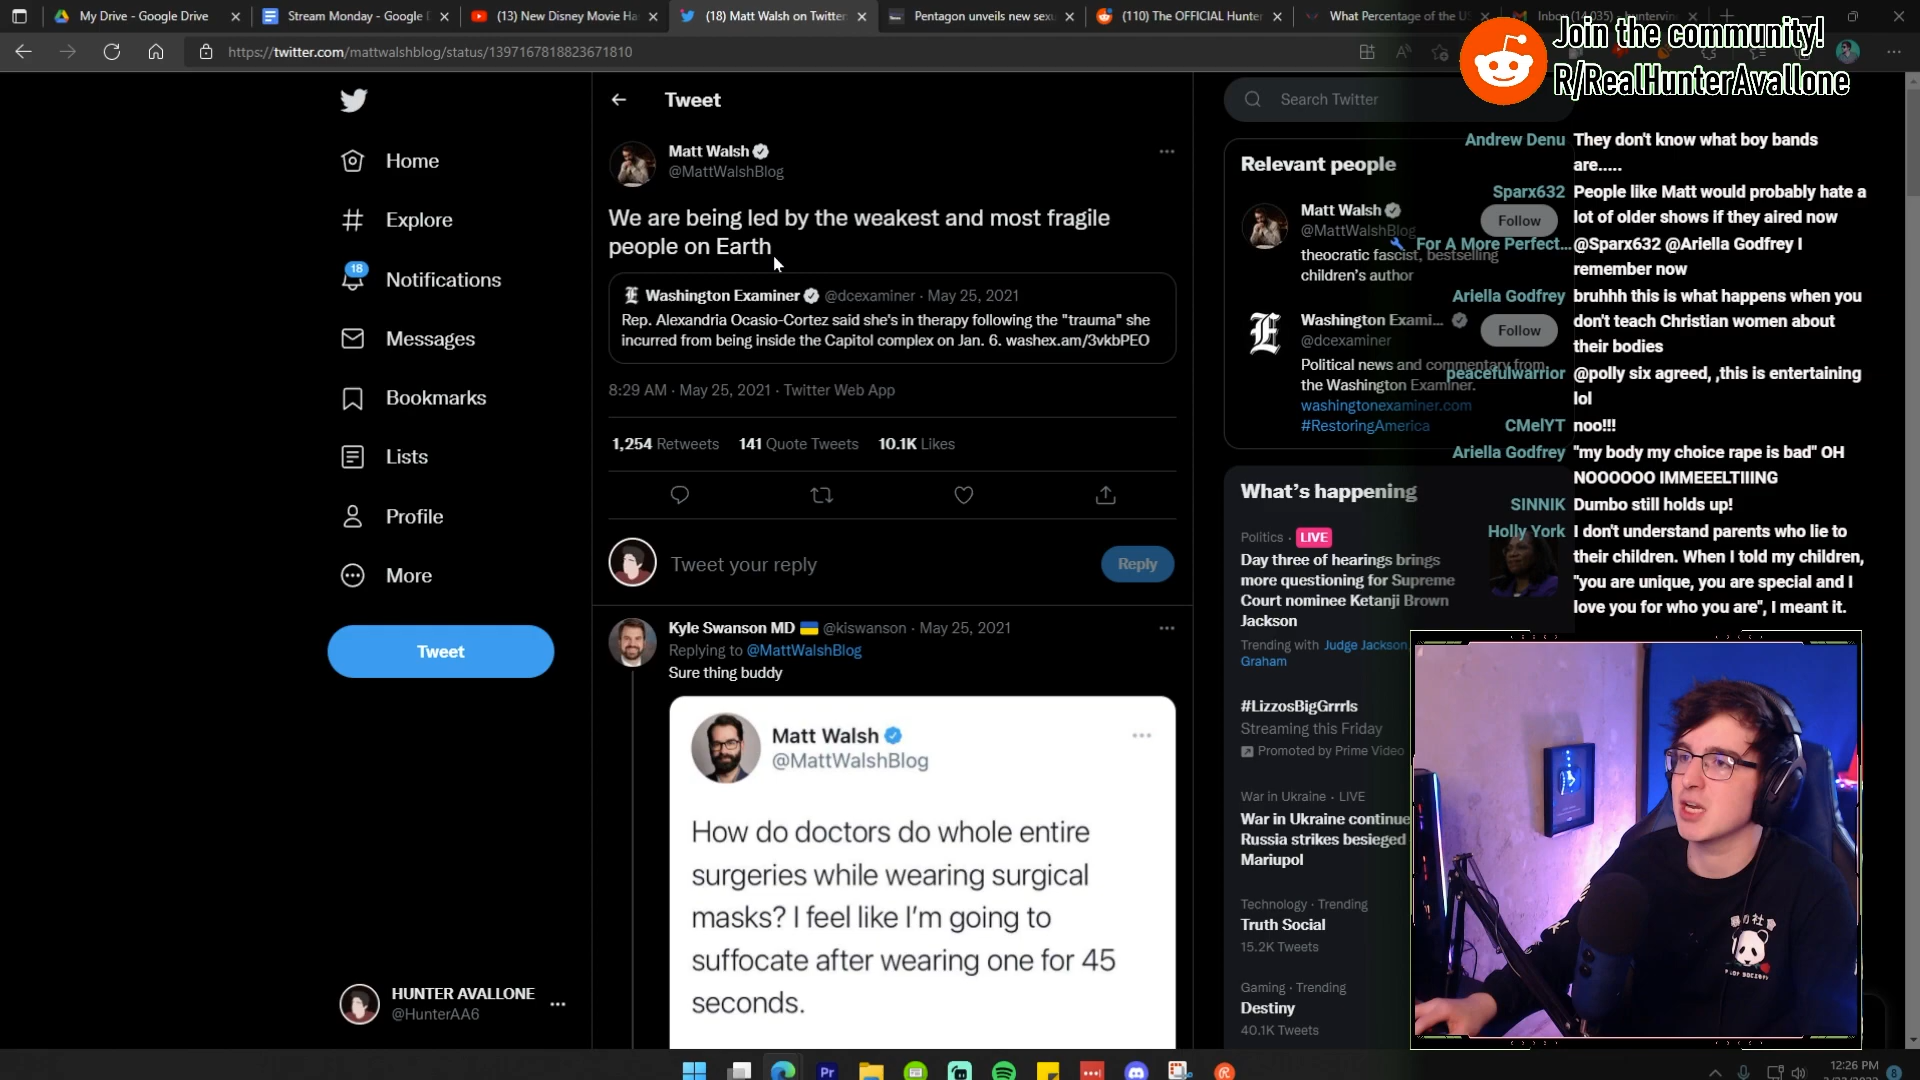 My Drive - Google Drive
Stream Monday - Google
(13) New Disney Movie Ha
(18) Matt Walsh on Twitter
Pentagon unveils new sex
(110) The OFFICIAL Hunter
What Percentage of the US
https://twitter.com/mattwalshblog/status/1397167818823671810
Join the community!
R/RealHunterAvallone
Home
Explore
18
Notifications
Messages
Bookmarks
Lists
Profile
More
Tweet
HUNTER AVALLONE
@HunterAA6
Tweet
Matt Walsh
@MattWalshBlog
We are being led by the weakest and most fragile
people on Earth
Washington Examiner @dcexaminer · May 25, 2021
Rep. Alexandria Ocasio-Cortez said she's in therapy following the "trauma" she
incurred from being inside the Capitol complex on Jan. 6. washex.am/3vkbPEO
8:29 AM · May 25, 2021 · Twitter Web App
1,254 Retweets 141 Quote Tweets 10.1K Likes
Tweet your reply
Reply
Kyle Swanson MD @kiswanson · May 25, 2021
Replying to @MattWalshBlog
Sure thing buddy
Matt Walsh
@MattWalshBlog
How do doctors do whole entire
surgeries while wearing surgical
masks? I feel like I'm going to
suffocate after wearing one for 45
seconds.
Search Twitter
Relevant people
Matt Walsh
@MattWalshBlog
Follow
theocratic fascist, bestselling
children's author
Washington Exami...
@dcexaminer
Follow
Political news and commentary from
the Washington Examiner.
washingtonexaminer.com
#RestoringAmerica
What's happening
Politics · LIVE
Day three of hearings brings
more questioning for Supreme
Court nominee Ketanji Brown
Jackson
Trending with Judge Jackson,
Graham
#LizzosBigGrrrls
Streaming this Friday
Promoted by Prime Video
War in Ukraine · LIVE
War in Ukraine continue
Russia strikes besieged
Mariupol
Technology · Trending
Truth Social
15.2K Tweets
Gaming · Trending
Destiny
40.1K Tweets
Andrew Denu They don't know what boy bands
are.....
Sparx632 People like Matt would probably hate a
lot of older shows if they aired now
For A More Perfect... @Sparx632 @Ariella Godfrey I
remember now
Ariella Godfrey bruhhh this is what happens when you
don't teach Christian women about
their bodies
peacefulwarrior @polly six agreed, ,this is entertaining
lol
CMelYT noo!!!
Ariella Godfrey "my body my choice rape is bad" OH
NOOOOOO IMMEEELTIIING
SINNIK Dumbo still holds up!
Holly York I don't understand parents who lie to
their children. When I told my children,
"you are unique, you are special and I
love you for who you are", I meant it.
Pr
12:26 PM